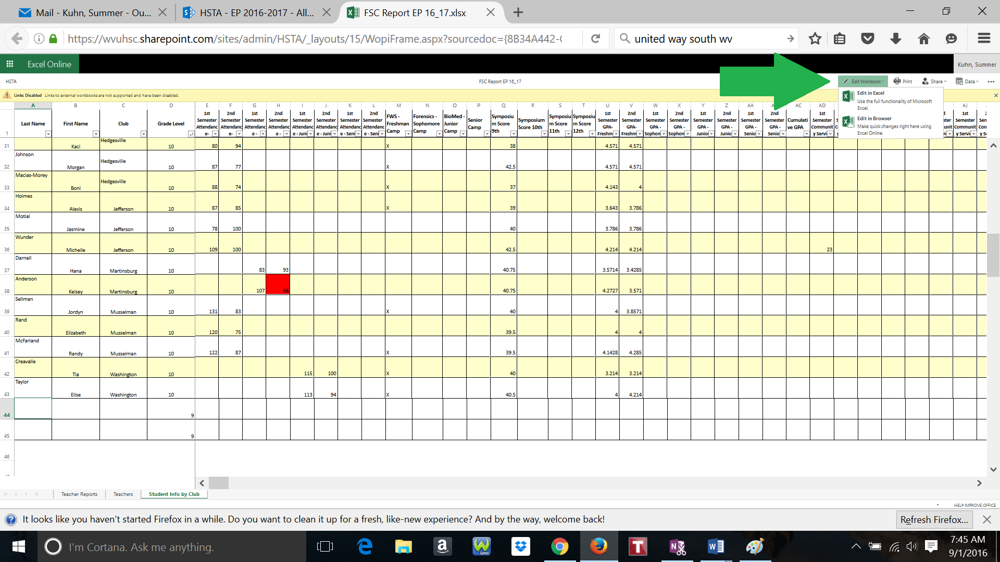 Mail - Kuhn, Summer - Ou...
HSTA - EP 2016-2017 - All...
FSC Report EP 16_17.xlsx
https://wvuhsc.sharepoint.com/sites/admin/HSTA/_layouts/15/WopiFrame.aspx?sourcedoc={8B34A442-
united way south wv
Excel Online
Kuhn, Summer
HSTA
FSC Report EP 16_17
Edit Workbook
Print
Share
Data
Links Disabled Links to external workbooks are not supported and have been disabled.
Edit in Excel
Use the full functionality of Microsoft
Excel.
Edit in Browser
Make quick changes right here using
Excel Online.
A B C D E F G H I J K L M N O P Q R S T U V W X Y Z AA AB AC AD AJ
1 Last Name First Name Club Grade Level
1st Semester Attendanc e-
2nd Semester Attendanc e-
1st Semester Attendanc e -
2nd Semester Attendanc e -
1st Semester Attendanc e - Juni
2nd Semester Attendanc e - Juni
1st Semester Attendanc e - Seni
2nd Semester Attendanc e - Seni
FWS - Freshman Camp
Forensics - Sophomore Camp
BioMed - Junior Camp
Senior Camp
Symposiu m Score 9th
Symposium Score 10th
Symposiu m Score 11th
Symposiu m Score 12th
1st Semester GPA- Freshm
2nd Semester GPA- Freshm
1st Semester GPA - Sophon
2nd Semester GPA - Sophon
1st Semester GPA - Junio
2nd Semester GPA - Junio
1st Semester GPA - Senio
2nd Semester GPA - Senio
Cumulati ve GPA
1st Semester Communit y Servi
1st Semester Communit y Servi
31 Kaci Hedgesville 10 80 94 X 38 4.571 4.571
32 Johnson Morgan Hedgesville 10 87 77 X 42.5 4.571 4.571
33 Macias-Morey Boni Hedgesville 10 88 74 X 37 4.143 4
34 Holmes Alexis Jefferson 10 87 85 X 39 3.643 3.786
35 Motial Jasmine Jefferson 10 78 100 40 3.786 3.786
36 Wunder Michelle Jefferson 10 109 100 42.5 4.214 4.214 23
37 Darnell Hana Martinsburg 10 83 93 40.75 3.5714 3.4285
38 Anderson Kelsey Martinsburg 10 107 56 40.75 4.2727 3.571
39 Sellman Jordyn Musselman 10 131 83 X 40 4 3.8571
40 Rand Elizabeth Musselman 10 120 75 39.5 4 4
41 McFarland Randy Musselman 10 122 87 X 39.5 4.1428 4.285
42 Creavalle Tia Washington 10 115 100 X 40 3.214 3.214
43 Taylor Elise Washington 10 113 94 X 40.5 4 4.214
44 9
45 9
46
Teacher Reports
Teachers
Student Info by Club
HELP IMPROVE OFFICE
It looks like you haven't started Firefox in a while. Do you want to clean it up for a fresh, like-new experience? And by the way, welcome back!
Refresh Firefox...
I'm Cortana. Ask me anything.
7:45 AM
9/1/2016